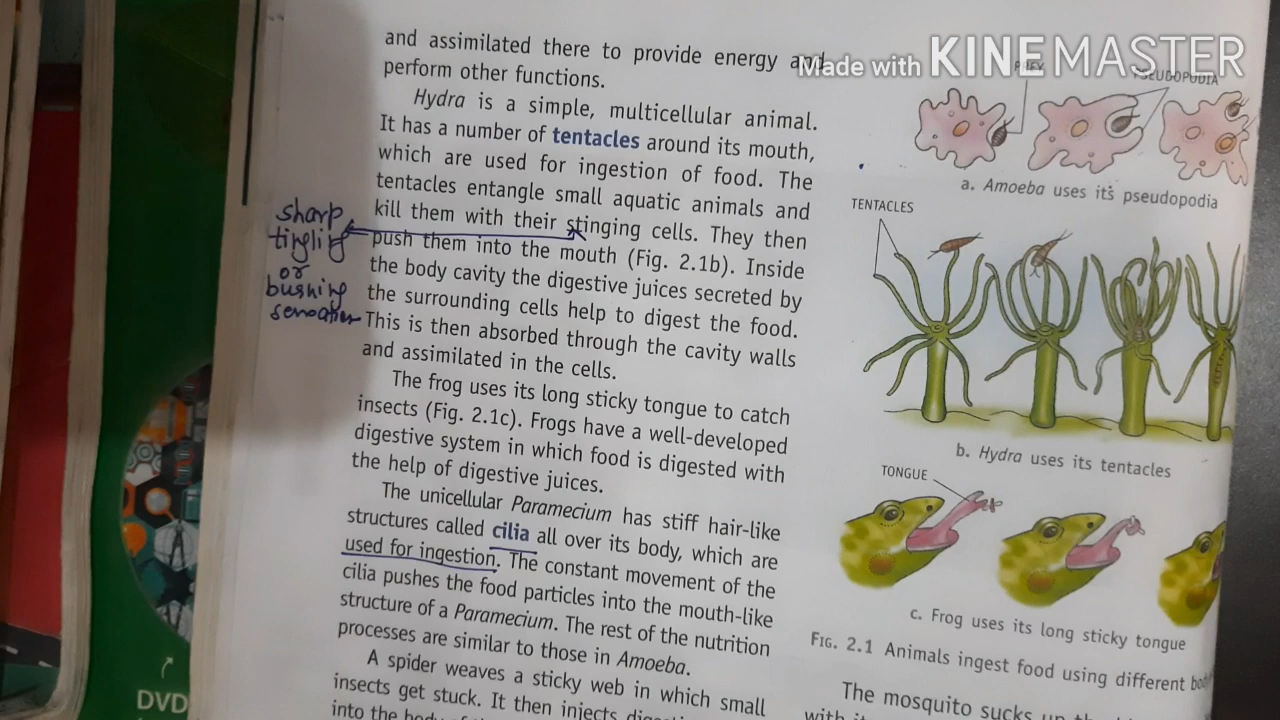 Made with KINEMASTER
and assimilated there to provide energy and
perform other functions.
Hydra is a simple, multicellular animal.
It has a number of tentacles around its mouth,
which are used for ingestion of food. The
tentacles entangle small aquatic animals and
kill them with their stinging cells. They then
push them into the mouth (Fig. 2.1b). Inside
the body cavity the digestive juices secreted by
the surrounding cells help to digest the food.
This is then absorbed through the cavity walls
and assimilated in the cells.
The frog uses its long sticky tongue to catch
insects (Fig. 2.1c). Frogs have a well-developed
digestive system in which food is digested with
the help of digestive juices.
The unicellular Paramecium has stiff hair-like
structures called cilia all over its body, which are
used for ingestion. The constant movement of the
cilia pushes the food particles into the mouth-like
structure of a Paramecium. The rest of the nutrition
processes are similar to those in Amoeba.
A spider weaves a sticky web in which small
insects get stuck. It then injects
into the body of
sharp
tingling
or
burning
sensation
PREY
PSEUDOPODIA
a. Amoeba uses its pseudopodia
TENTACLES
b. Hydra uses its tentacles
TONGUE
c. Frog uses its long sticky tongue
FIG. 2.1 Animals ingest food using different
The mosquito sucks up
with
DVD